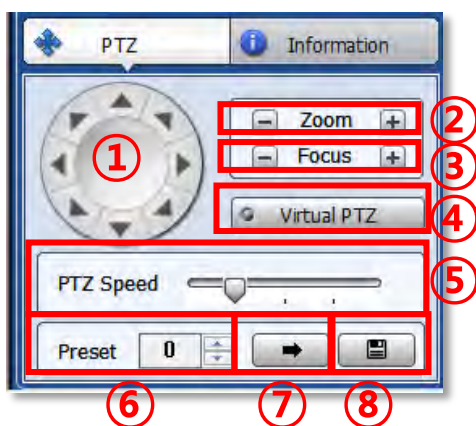 PTZ Information
① − Zoom + ②
− Focus + ③
Virtual PTZ ④
PTZ Speed ⑤
Preset 0
⑥ ⑦ ⑧